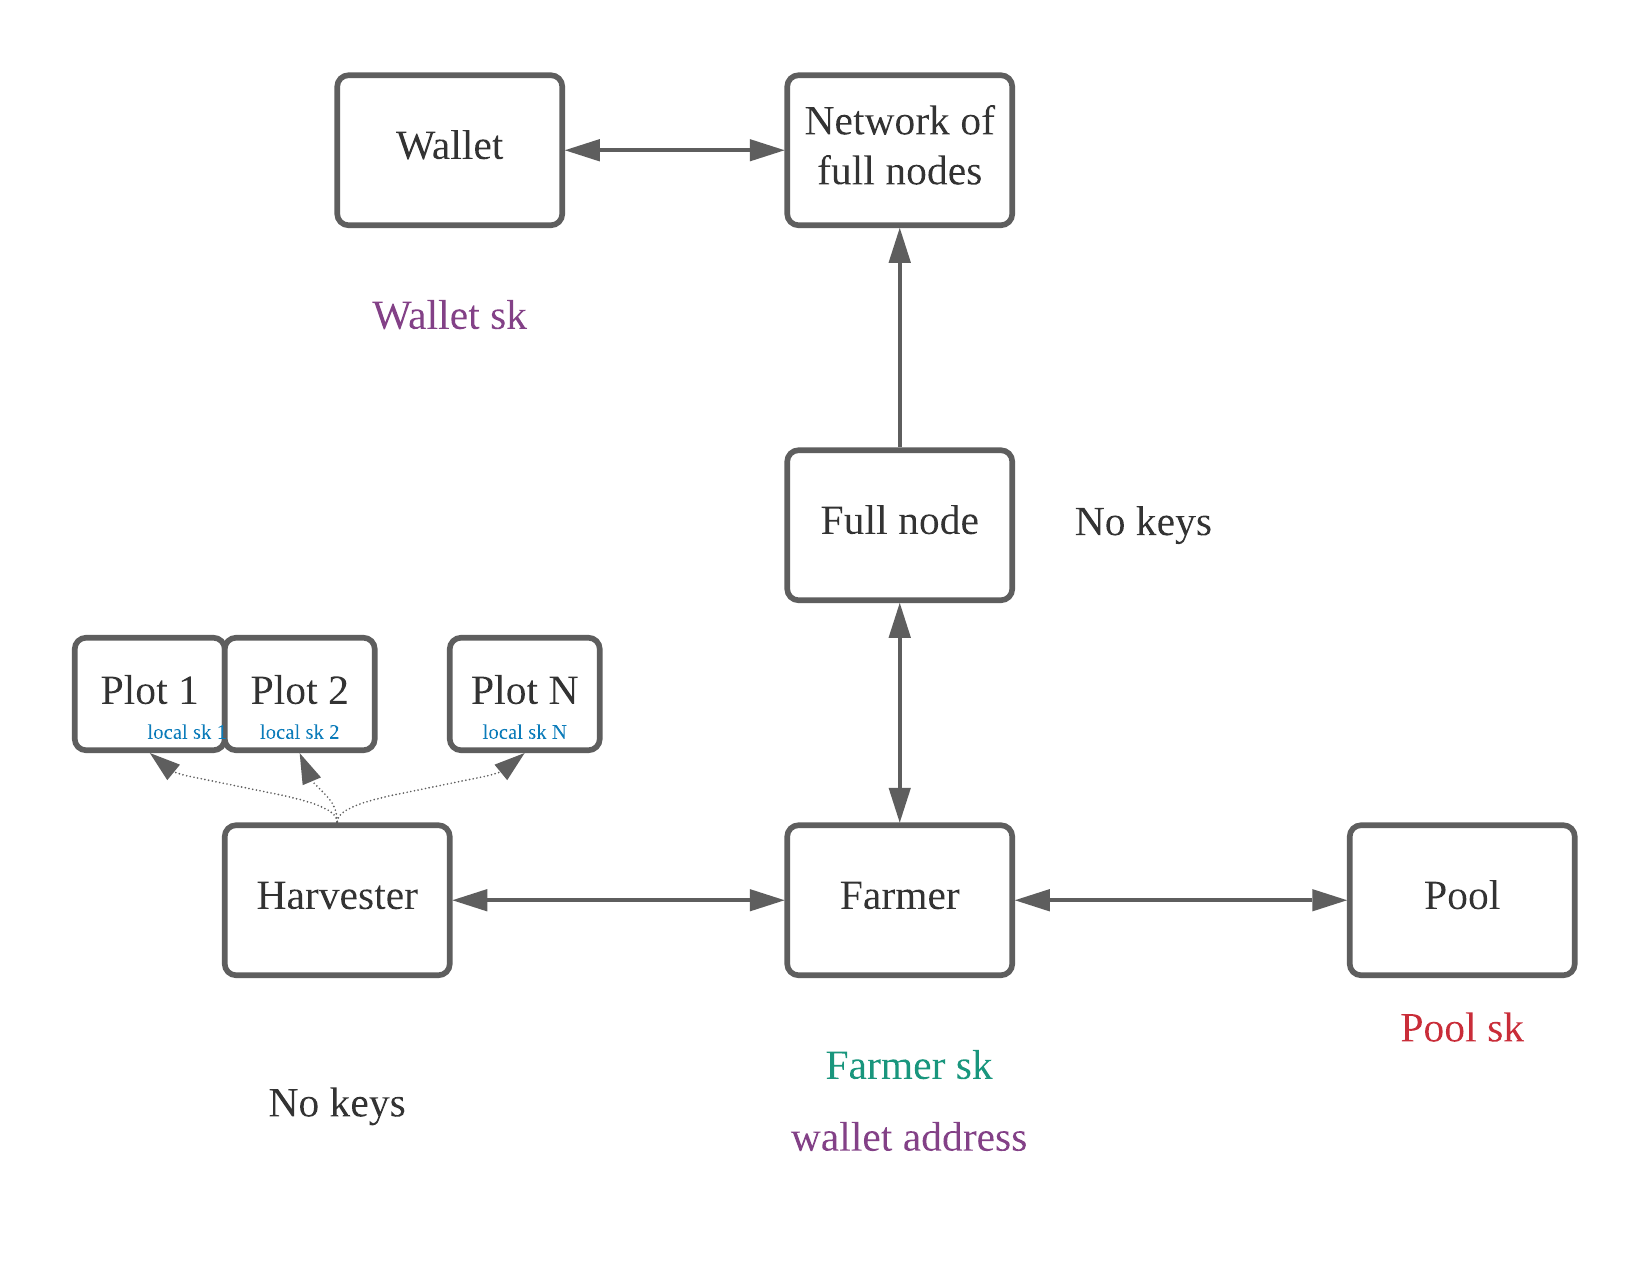 Wallet
Network of
full nodes
Wallet sk
Full node
No keys
Plot 1
local sk 1
Plot 2
local sk 2
Plot N
local sk N
Harvester
Farmer
Pool
No keys
Farmer sk
wallet address
Pool sk